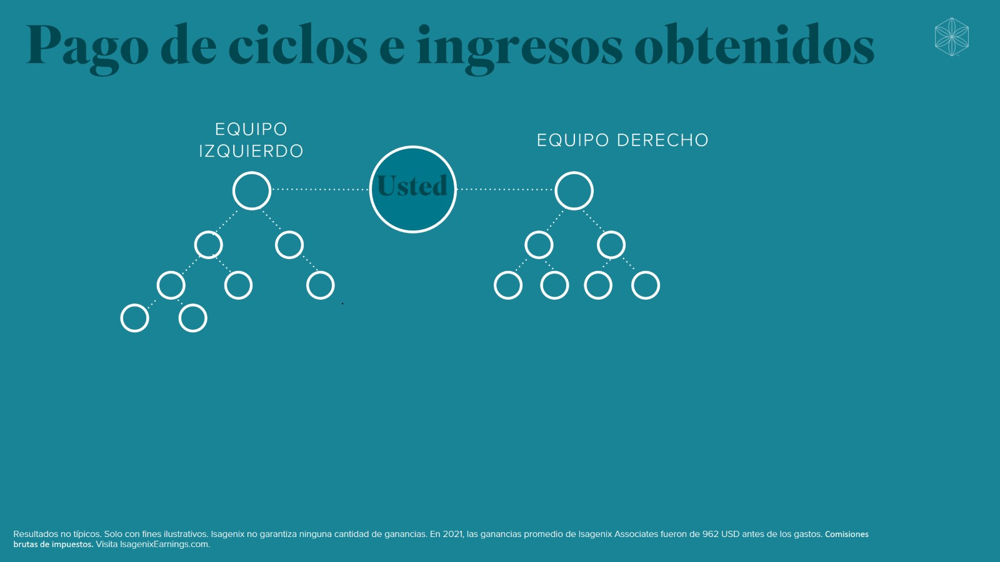 Pago de ciclos e ingresos obtenidos
EQUIPO
IZQUIERDO
EQUIPO DERECHO
Usted
Resultados no típicos. Solo con fines ilustrativos. Isagenix no garantiza ninguna cantidad de ganancias. En 2021, las ganancias promedio de Isagenix Associates fueron de 962 USD antes de los gastos. Comisiones
brutas de impuestos. Visita IsagenixEarnings.com.